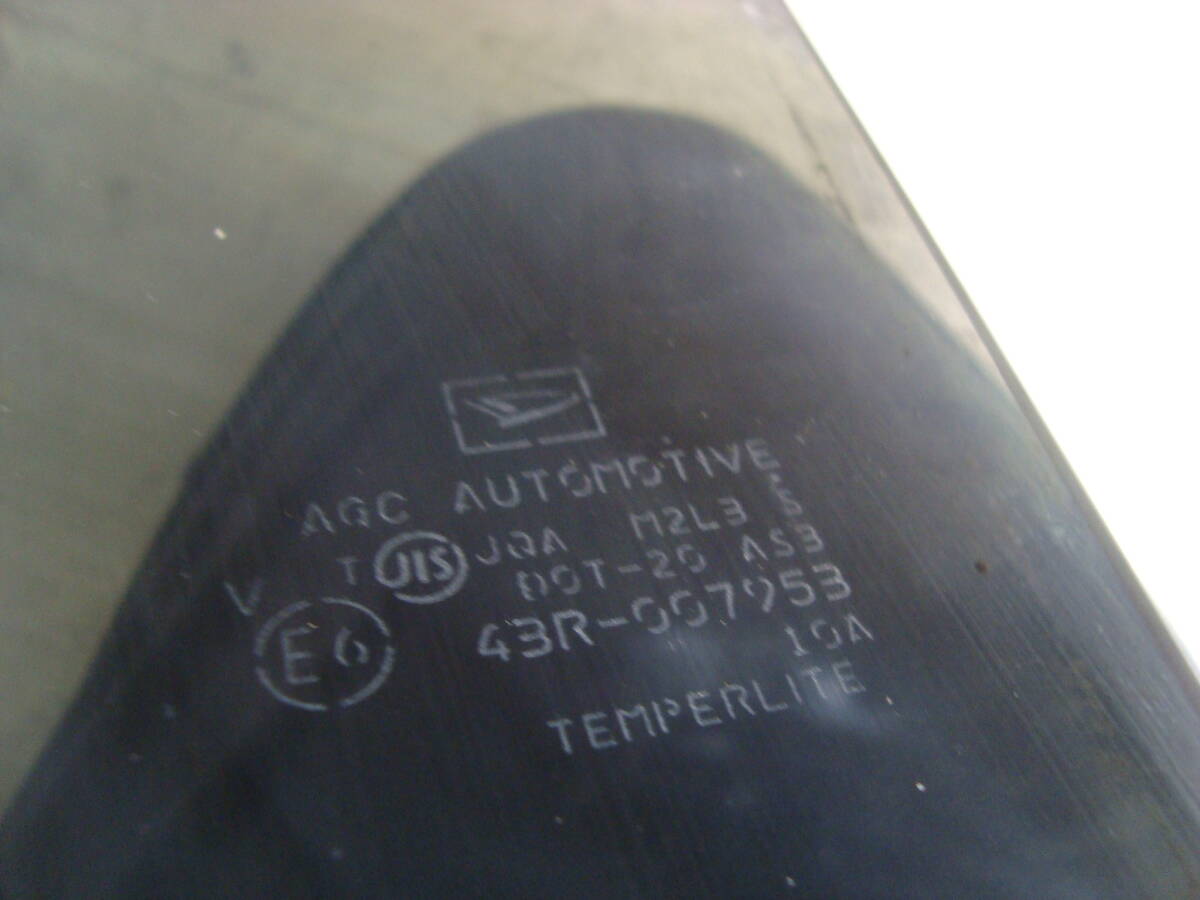 AGC AUTOMOTIVE
T JIS JQA M2L3 S
V DOT-20 AS3
E6 43R-007953
10A
TEMPERLITE